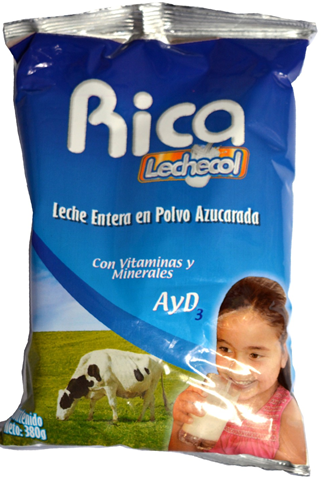 Rica
Lechecol
Leche Entera en Polvo Azucarada
Con Vitaminas y
Minerales
AyD3
380g